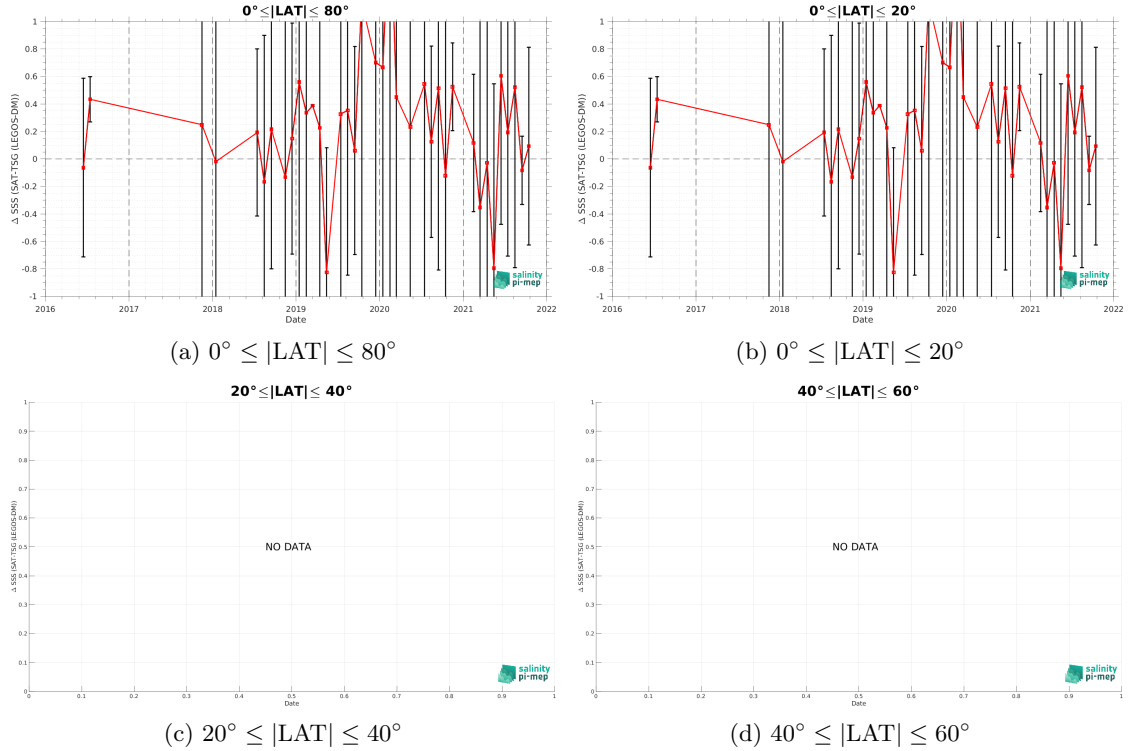 0°≤|LAT|≤ 80°
Δ SSS (SAT-TSG (LEGOS-DM))
1
0.8
0.6
0.4
0.2
0
-0.2
-0.4
-0.6
-0.8
-1
2016 2017 2018 2019 2020 2021 2022
Date
salinity
pi-mep
(a) 0° ≤ |LAT| ≤ 80°
0°≤|LAT|≤ 20°
Δ SSS (SAT-TSG (LEGOS-DM))
1
0.8
0.6
0.4
0.2
0
-0.2
-0.4
-0.6
-0.8
-1
2016 2017 2018 2019 2020 2021 2022
Date
salinity
pi-mep
(b) 0° ≤ |LAT| ≤ 20°
20°≤|LAT|≤ 40°
Δ SSS (SAT-TSG (LEGOS-DM))
1
0.9
0.8
0.7
0.6
0.5
0.4
0.3
0.2
0.1
0
NO DATA
0 0.1 0.2 0.3 0.4 0.5 0.6 0.7 0.8 0.9 1
Date
salinity
pi-mep
(c) 20° ≤ |LAT| ≤ 40°
40°≤|LAT|≤ 60°
Δ SSS (SAT-TSG (LEGOS-DM))
1
0.9
0.8
0.7
0.6
0.5
0.4
0.3
0.2
0.1
0
NO DATA
0 0.1 0.2 0.3 0.4 0.5 0.6 0.7 0.8 0.9 1
Date
salinity
pi-mep
(d) 40° ≤ |LAT| ≤ 60°